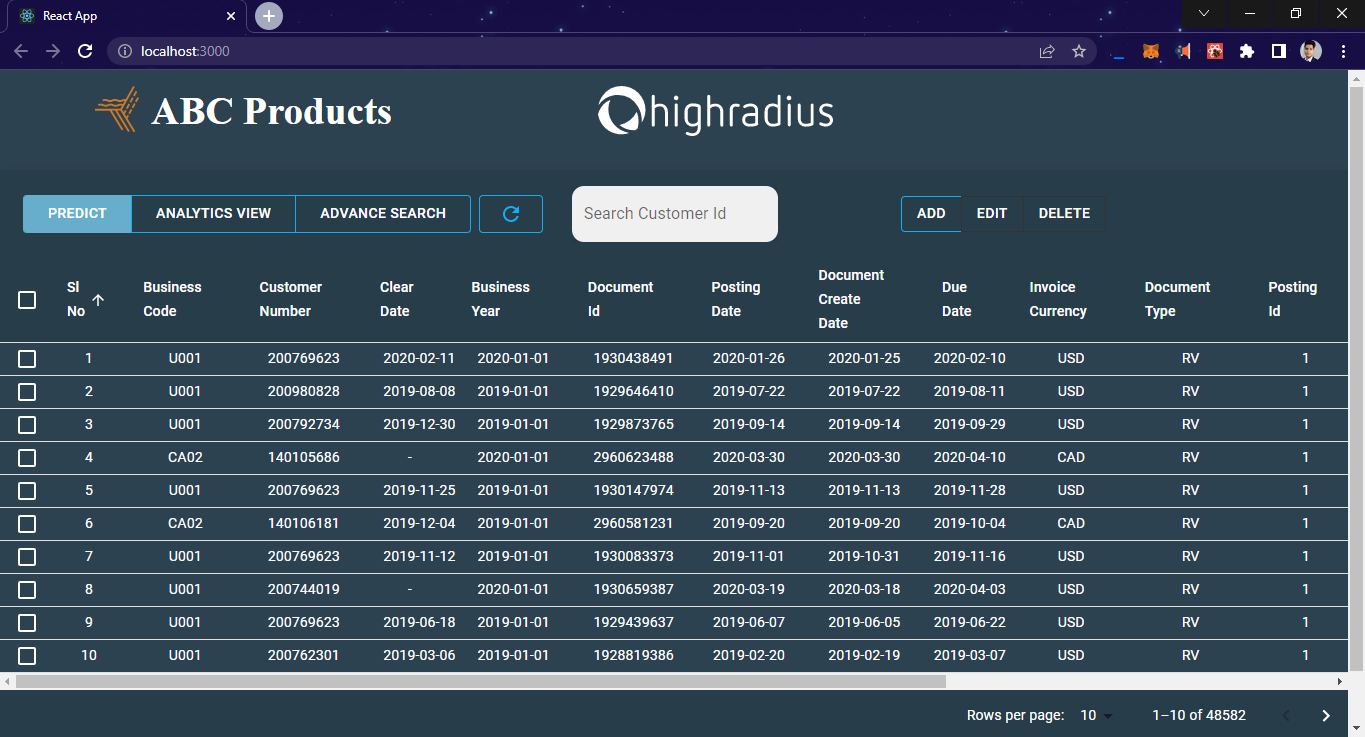 React App
localhost:3000
ABC Products
highradius
PREDICT ANALYTICS VIEW ADVANCE SEARCH Search Customer Id ADD EDIT DELETE
Sl No Business Code Customer Number Clear Date Business Year Document Id Posting Date Document Create Date Due Date Invoice Currency Document Type Posting Id
1 U001 200769623 2020-02-11 2020-01-01 1930438491 2020-01-26 2020-01-25 2020-02-10 USD RV 1
2 U001 200980828 2019-08-08 2019-01-01 1929646410 2019-07-22 2019-07-22 2019-08-11 USD RV 1
3 U001 200792734 2019-12-30 2019-01-01 1929873765 2019-09-14 2019-09-14 2019-09-29 USD RV 1
4 CA02 140105686 - 2020-01-01 2960623488 2020-03-30 2020-03-30 2020-04-10 CAD RV 1
5 U001 200769623 2019-11-25 2019-01-01 1930147974 2019-11-13 2019-11-13 2019-11-28 USD RV 1
6 CA02 140106181 2019-12-04 2019-01-01 2960581231 2019-09-20 2019-09-20 2019-10-04 CAD RV 1
7 U001 200769623 2019-11-12 2019-01-01 1930083373 2019-11-01 2019-10-31 2019-11-16 USD RV 1
8 U001 200744019 - 2020-01-01 1930659387 2020-03-19 2020-03-18 2020-04-03 USD RV 1
9 U001 200769623 2019-06-18 2019-01-01 1929439637 2019-06-07 2019-06-05 2019-06-22 USD RV 1
10 U001 200762301 2019-03-06 2019-01-01 1928819386 2019-02-20 2019-02-19 2019-03-07 USD RV 1
Rows per page: 10 1–10 of 48582